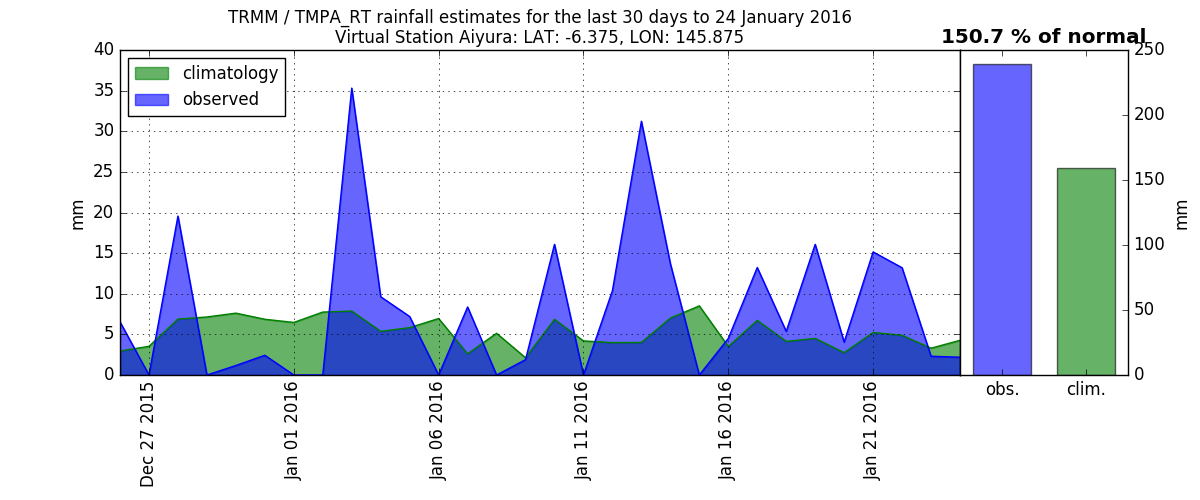 TRMM / TMPA_RT rainfall estimates for the last 30 days to 24 January 2016
Virtual Station Aiyura: LAT: -6.375, LON: 145.875
150.7 % of normal
climatology
observed
mm
40
35
30
25
20
15
10
5
0
Dec 27 2015
Jan 01 2016
Jan 06 2016
Jan 11 2016
Jan 16 2016
Jan 21 2016
obs.
clim.
250
200
150
100
50
0
mm